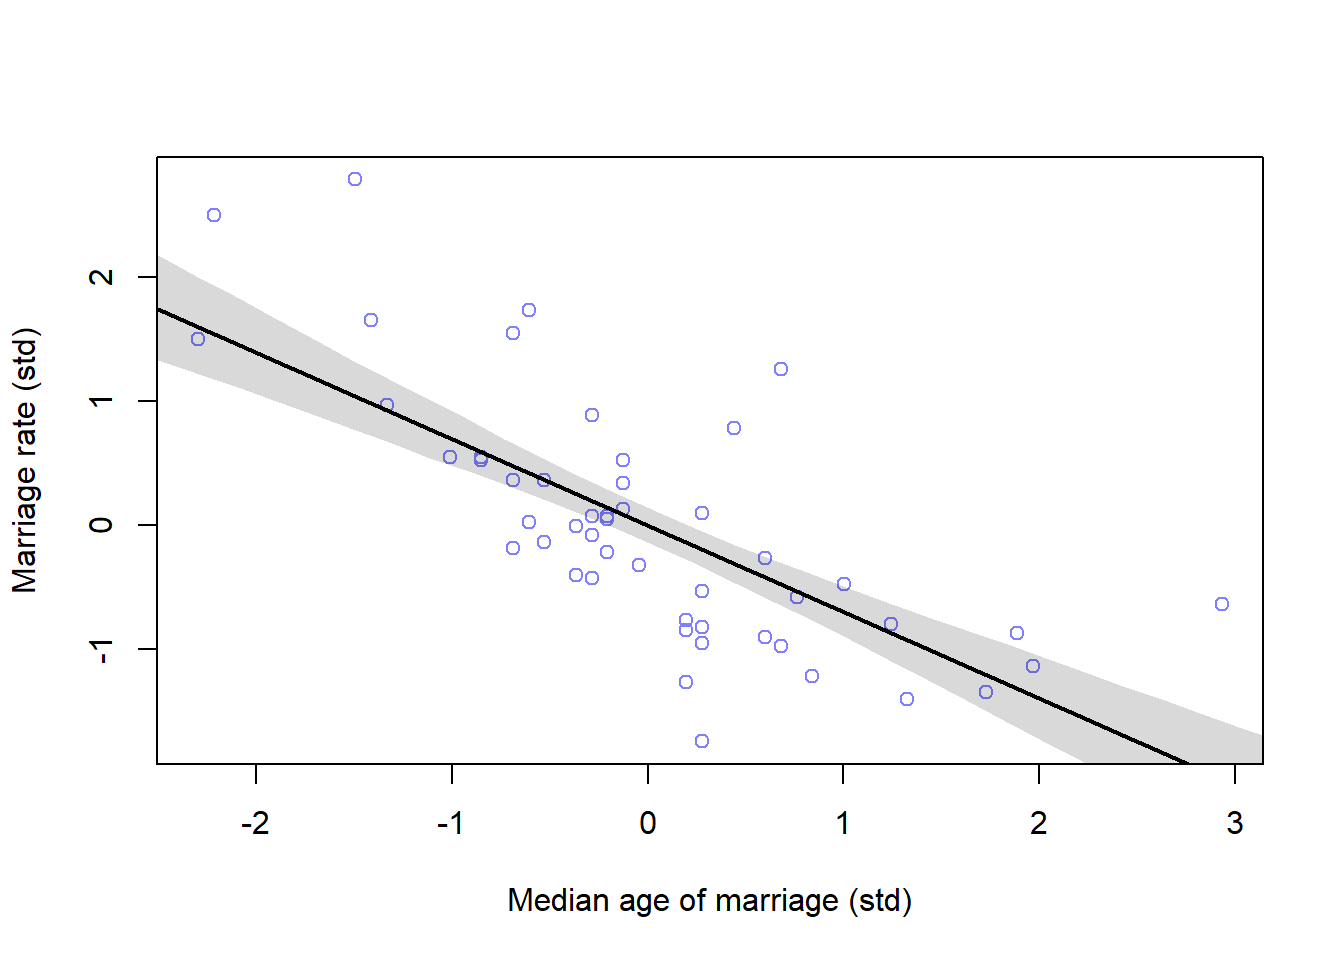 Marriage rate (std)
2
1
0
-1
-2 -1 0 1 2 3
Median age of marriage (std)